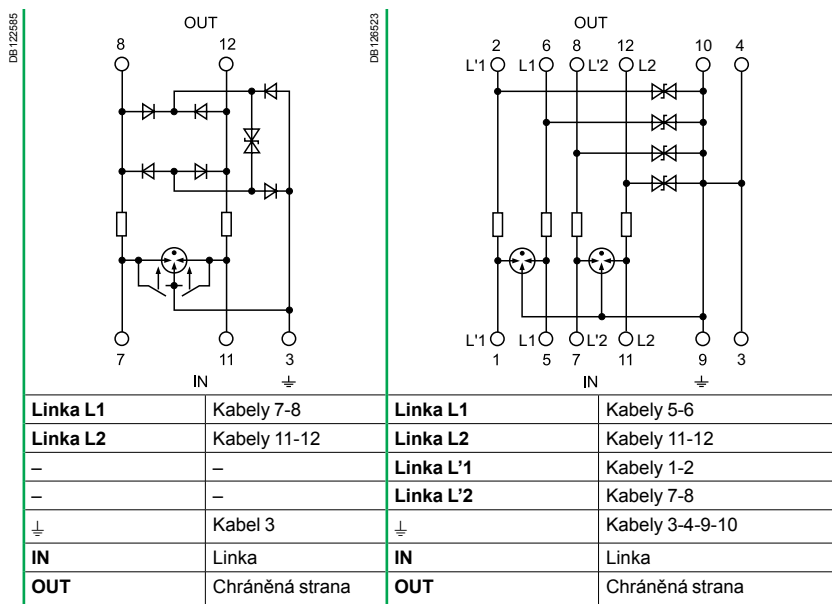 DB122585
OUT
8 12
7 11 3
IN ⏚
DB126523
OUT
2 6 8 12 10 4
L'1 L1 L'2 L2
L'1 L1 L'2 L2
1 5 7 11 9 3
IN ⏚
Linka L1 Kabely 7-8 Linka L1 Kabely 5-6
Linka L2 Kabely 11-12 Linka L2 Kabely 11-12
– – Linka L'1 Kabely 1-2
– – Linka L'2 Kabely 7-8
⏚ Kabel 3 ⏚ Kabely 3-4-9-10
IN Linka IN Linka
OUT Chráněná strana OUT Chráněná strana